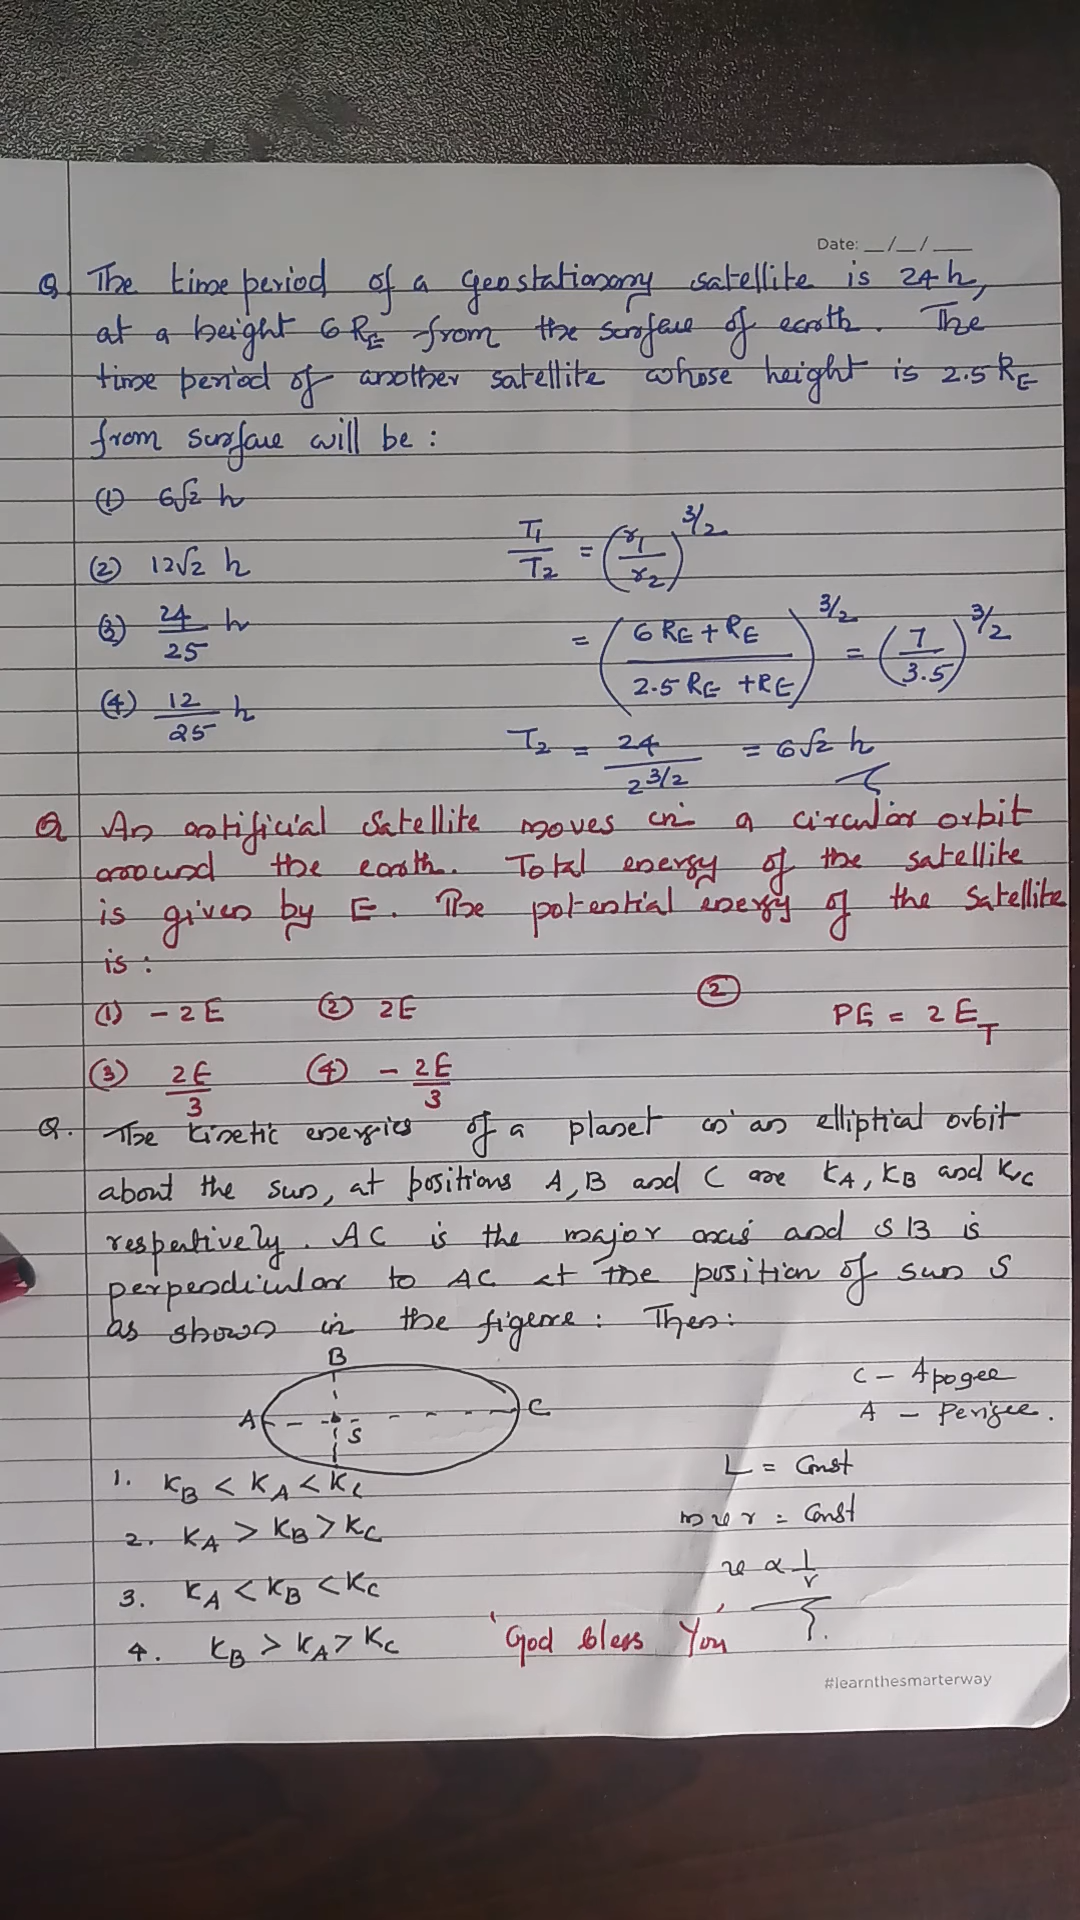 Date: __/__/___
Q The time period of a geostationary satellite is 24 h,
at a height 6 RE from the surface of earth. The
time period of another satellite whose height is 2.5 RE
from surface will be :
(1) 6√2 h
(2) 12√2 h
(3) 24/25 h
(4) 12/25 h
T1/T2 = (r1/r2)^3/2
= (6 RE + RE / 2.5 RE + RE)^3/2 = (7/3.5)^3/2
T2 = 24/2^3/2 = 6√2 h
Q An artificial satellite moves in a circular orbit
around the earth. Total energy of the satellite
is given by E. The potential energy of the satellite
is :
(1) - 2E (2) 2E
(3) 2E/3 (4) - 2E/3
(2)
PE = 2 ET
Q. The kinetic energies of a planet in an elliptical orbit
about the sun, at positions A, B and C are KA, KB and KC
respectively. AC is the major axis and SB is
perpendicular to AC at the position of sun S
as shown in the figure : Then:
B
A
S
C
C - Apogee
A - Perigee.
1. KB < KA < KC
2. KA > KB > KC
3. KA < KB < KC
4. KB > KA > KC
L = Const
m v r = Const
v ∝ 1/r
'God bless You'
#learnthesmarterway